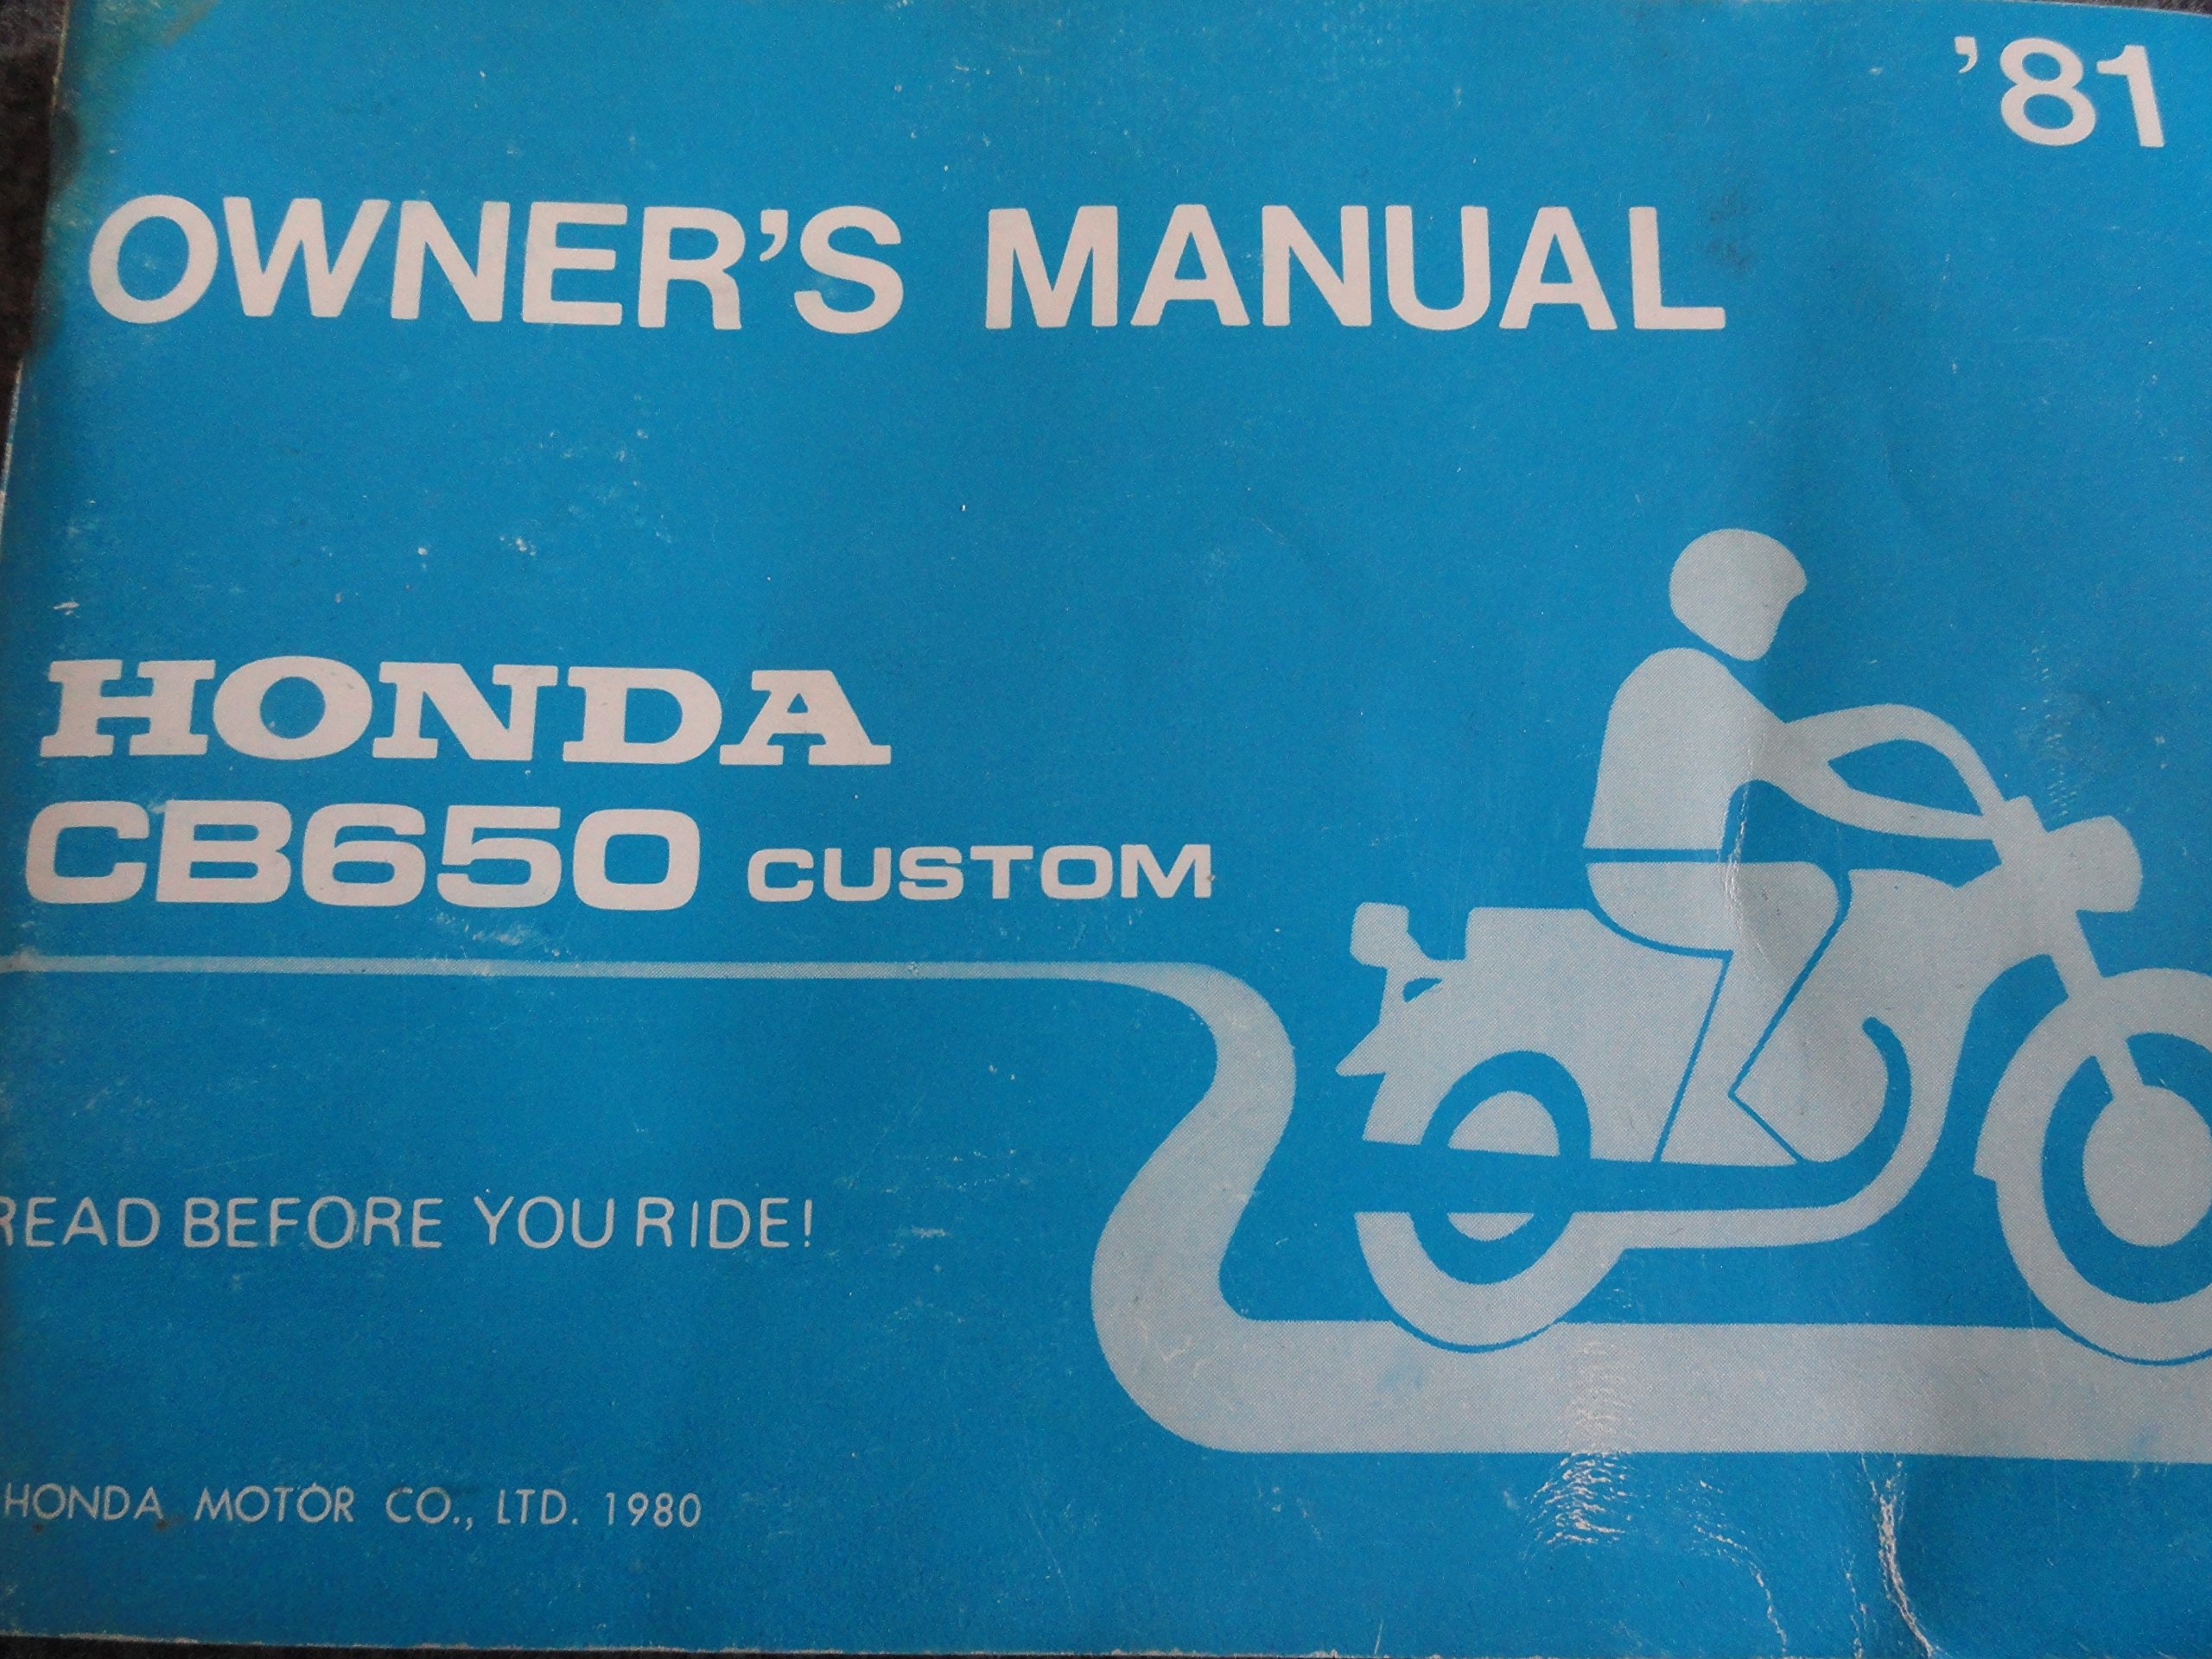 '81
OWNER'S MANUAL
HONDA
CB650 CUSTOM
READ BEFORE YOU RIDE!
HONDA MOTOR CO., LTD. 1980